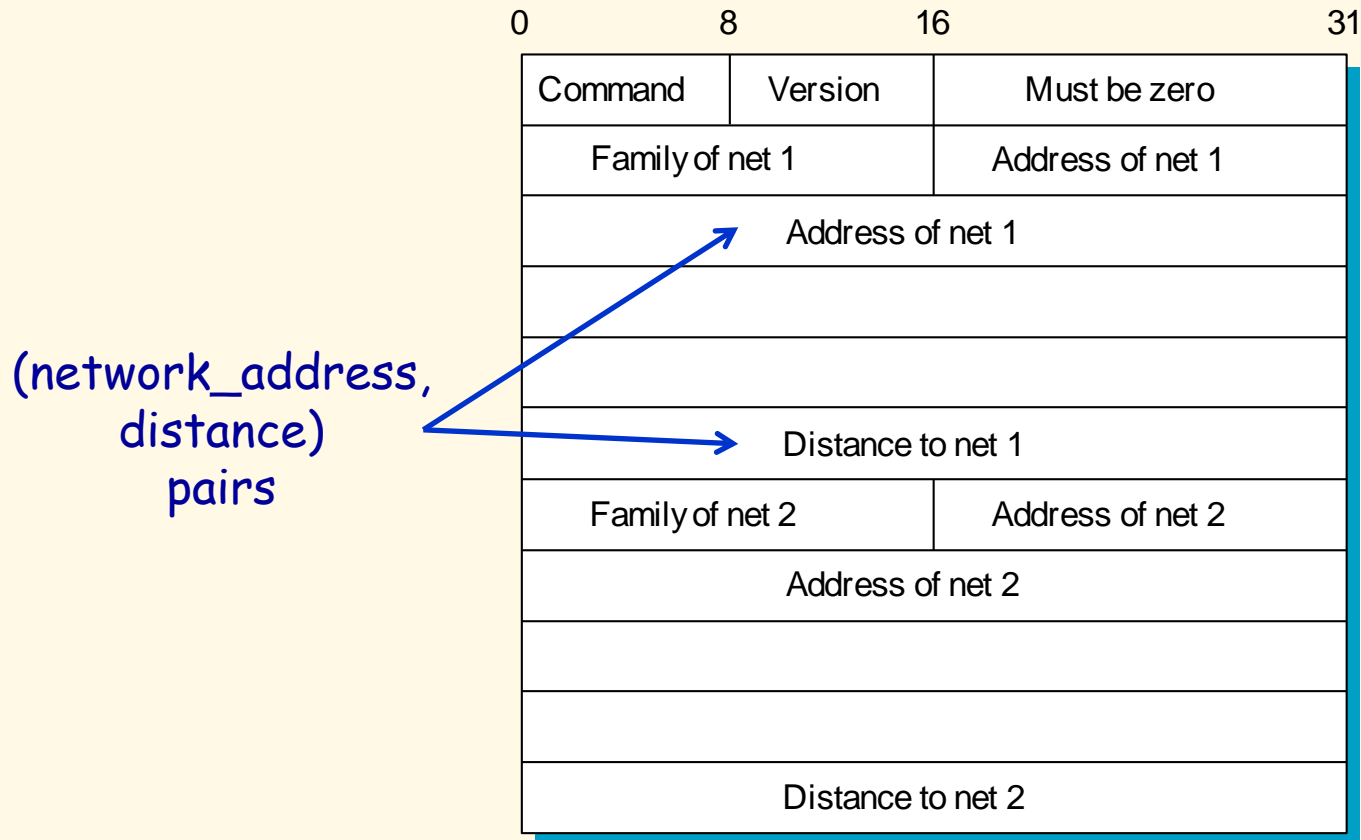 0 8 16 31
Command Version Must be zero
Family of net 1 Address of net 1
Address of net 1
(network_address,
distance)
pairs
Distance to net 1
Family of net 2 Address of net 2
Address of net 2
Distance to net 2